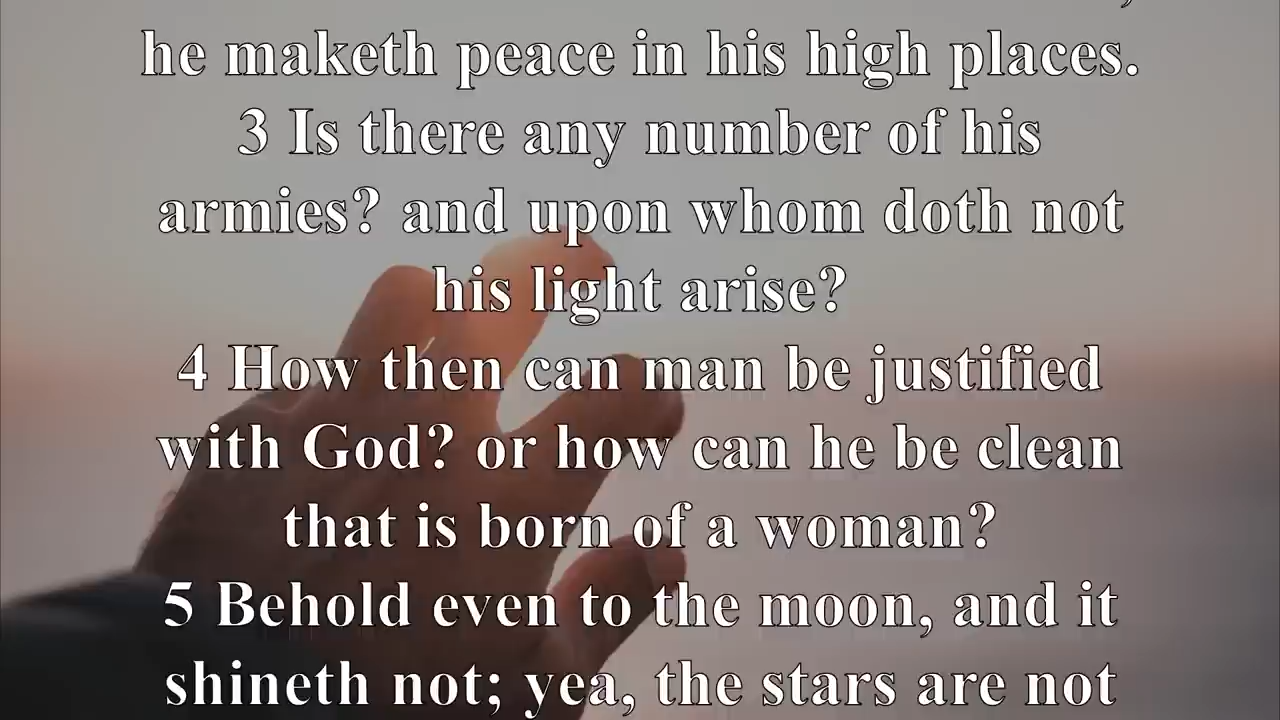 he maketh peace in his high places.
3 Is there any number of his
armies? and upon whom doth not
his light arise?
4 How then can man be justified
with God? or how can he be clean
that is born of a woman?
5 Behold even to the moon, and it
shineth not; yea, the stars are not